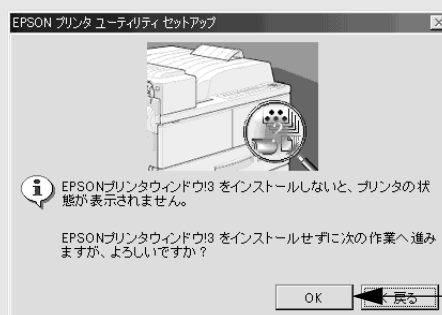 EPSON プリンタ ユーティリティ セットアップ
EPSONプリンタウィンドウ!3 をインストールしないと、プリンタの状
態が表示されません。
EPSONプリンタウィンドウ!3 をインストールせずに次の作業へ進み
ますが、よろしいですか?
OK
戻る